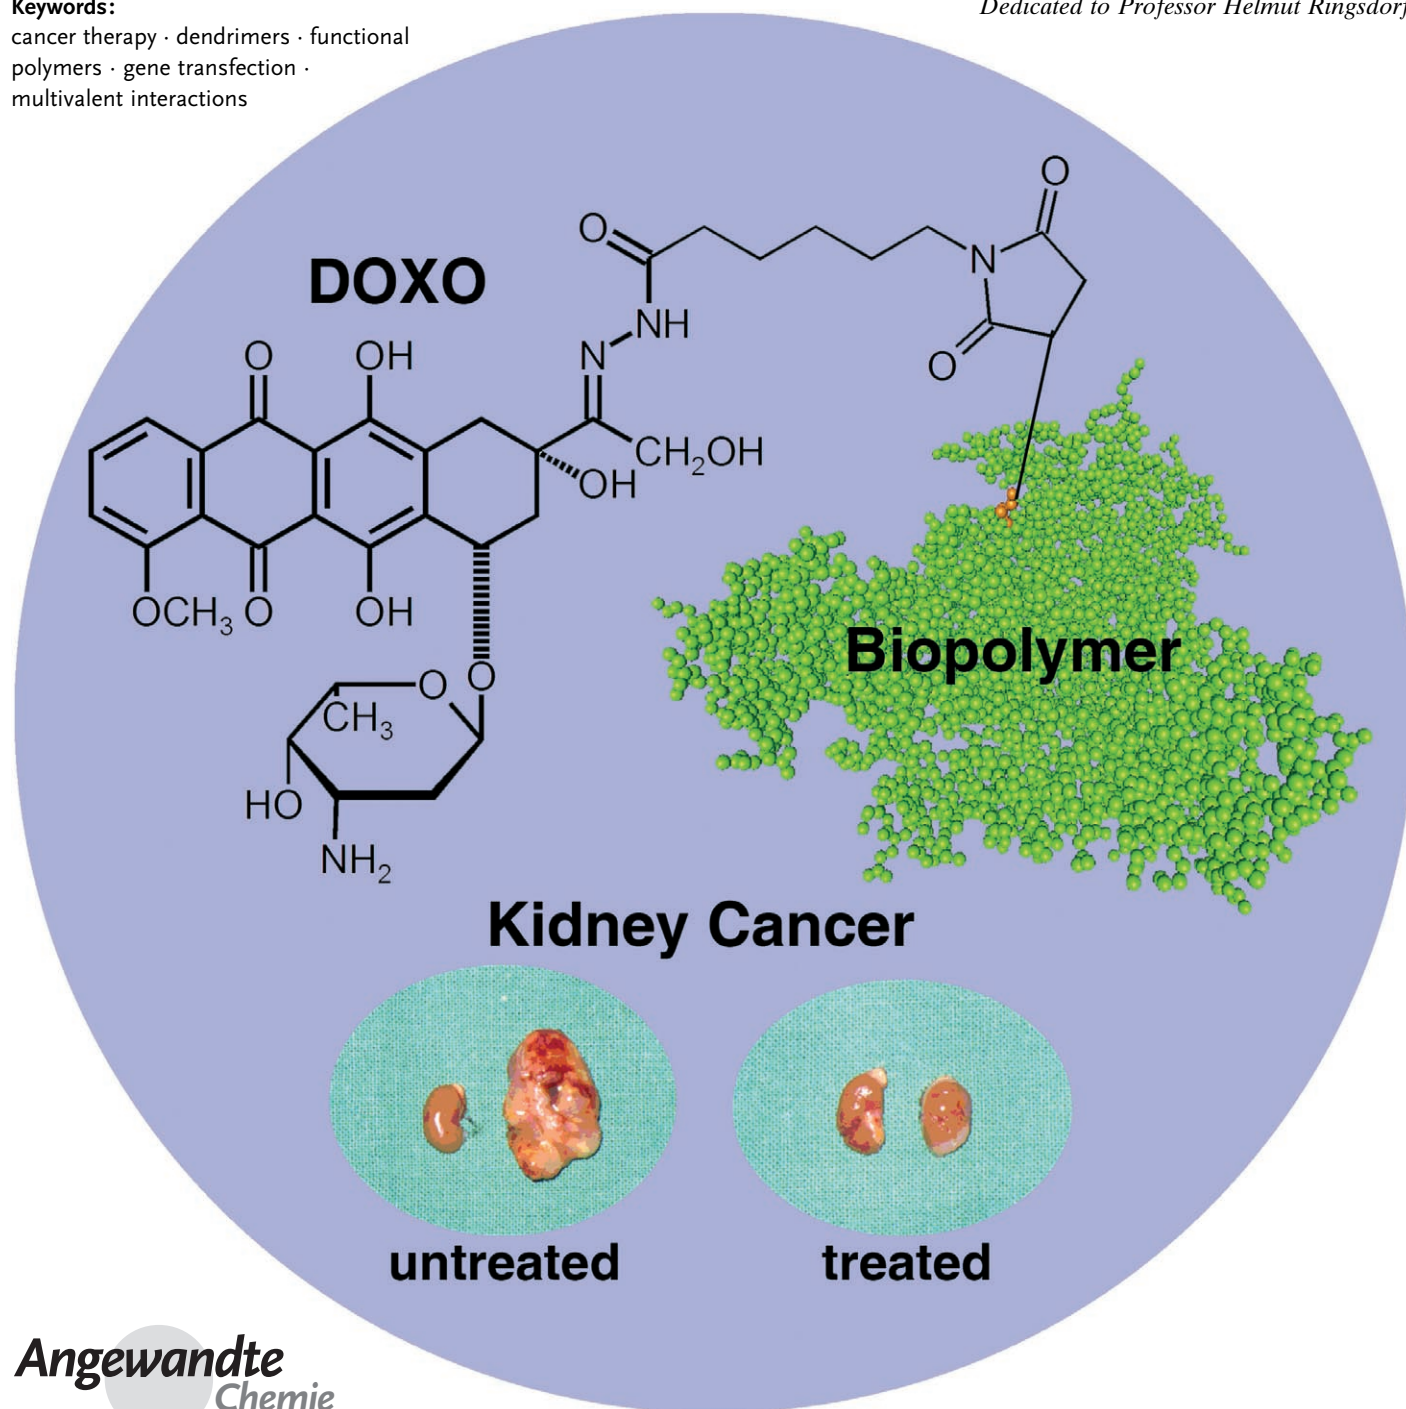 Keywords:
cancer therapy · dendrimers · functional
polymers · gene transfection ·
multivalent interactions
Dedicated to Professor Helmut Ringsdorf
DOXO
O
O
N
O
NH
N
O
OH
CH₂OH
OH
OCH₃
O
OH
O
O
CH₃
HO
NH₂
Biopolymer
Kidney Cancer
untreated
treated
Angewandte
Chemie